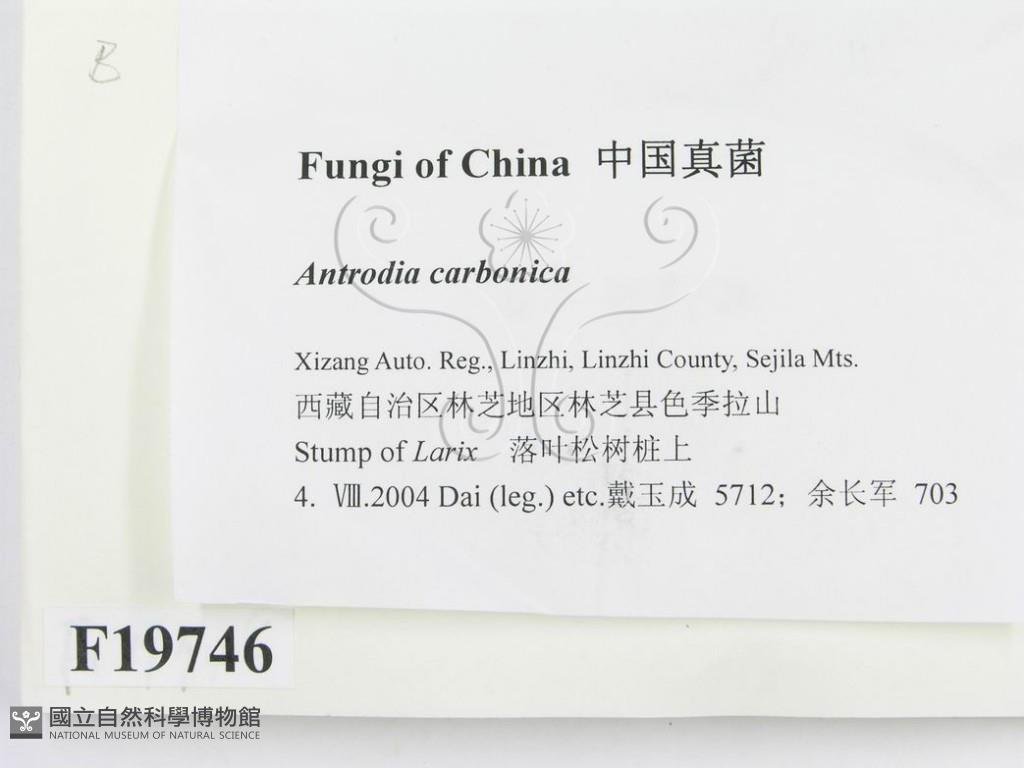 B
Fungi of China 中国真菌
Antrodia carbonica
Xizang Auto. Reg., Linzhi, Linzhi County, Sejila Mts.
西藏自治区林芝地区林芝县色季拉山
Stump of Larix 落叶松树桩上
4. Ⅷ.2004 Dai (leg.) etc.戴玉成 5712; 余长军 703
F19746
國立自然科學博物館
NATIONAL MUSEUM OF NATURAL SCIENCE